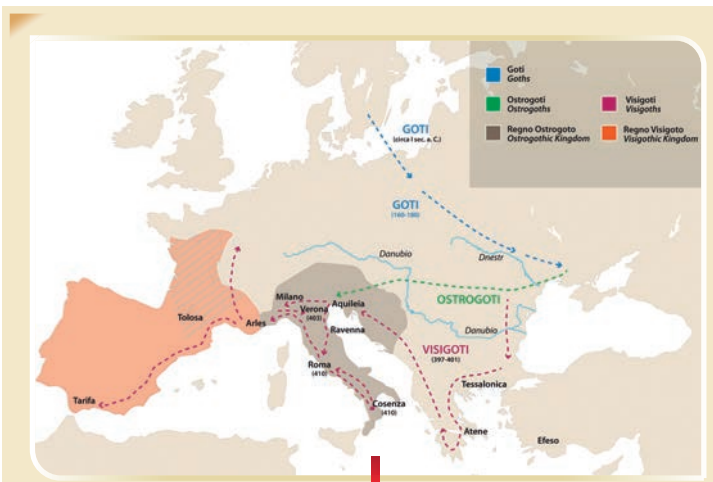 Goti
Goths
Ostrogoti
Ostrogoths
Visigoti
Visigoths
Regno Ostrogoto
Ostrogothic Kingdom
Regno Visigoto
Visigothic Kingdom
GOTI
(circa I sec. a. C.)
GOTI
(160-180)
Danubio
Dnestr
OSTROGOTI
Milano
Verona
(403)
Aquileia
Tolosa
Arles
Ravenna
Danubio
VISIGOTI
(397-401)
Roma
(410)
Tessalonica
Tarifa
Cosenza
(410)
Atene
Efeso